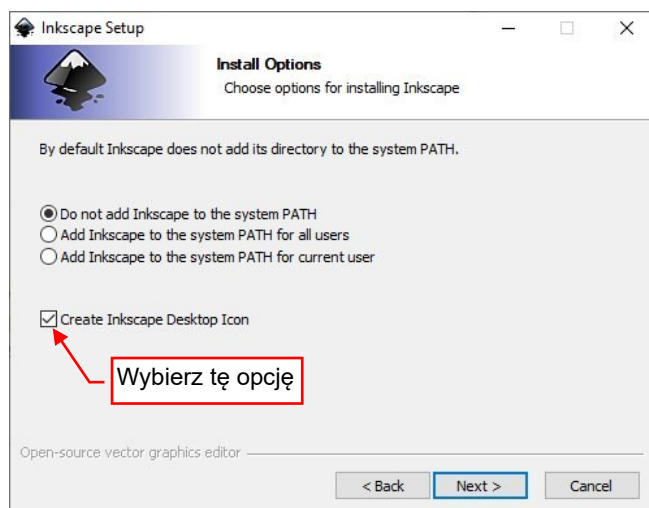 Inkscape Setup
Install Options
Choose options for installing Inkscape
By default Inkscape does not add its directory to the system PATH.
Do not add Inkscape to the system PATH
Add Inkscape to the system PATH for all users
Add Inkscape to the system PATH for current user
Create Inkscape Desktop Icon
Wybierz tę opcję
Open-source vector graphics editor
< Back Next > Cancel